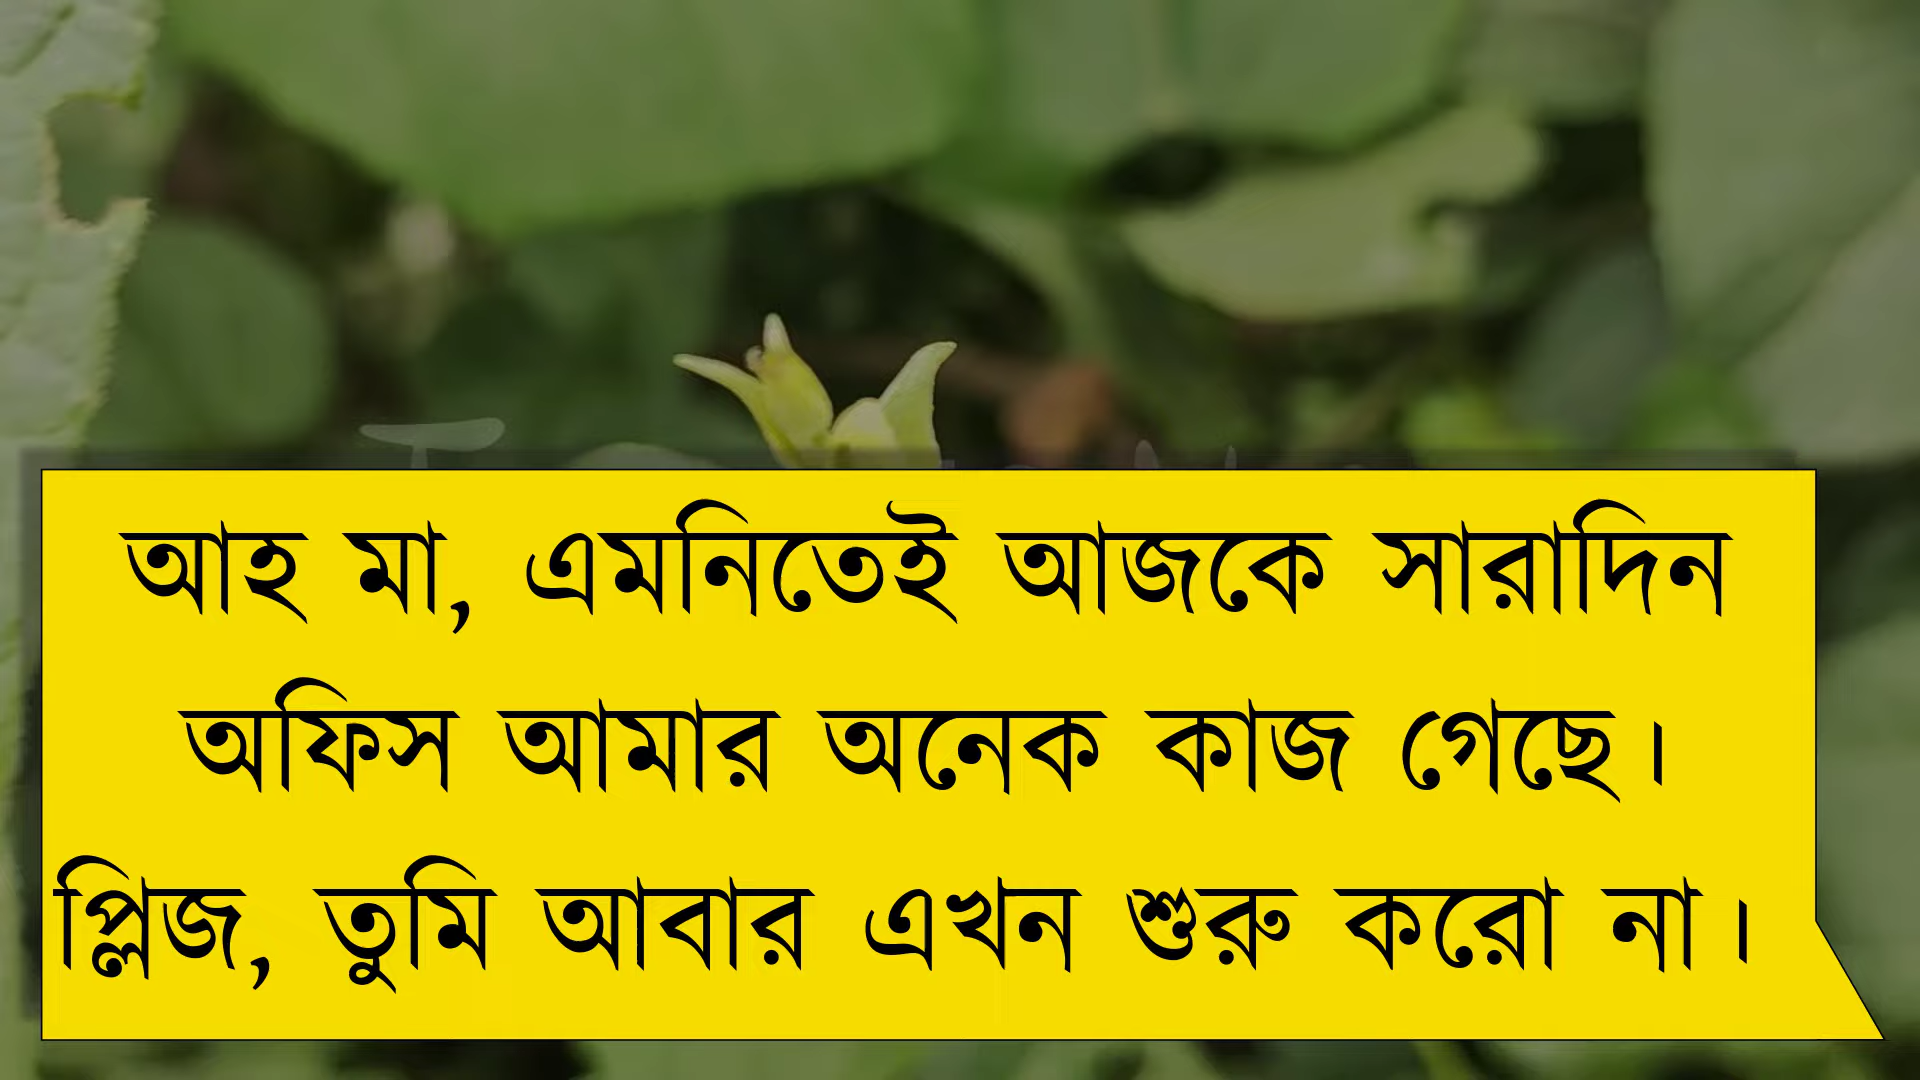 আহ মা, এমনিতেই আজকে সারাদিন
অফিস আমার অনেক কাজ গেছে।
প্লিজ, তুমি আবার এখন শুরু করো না।